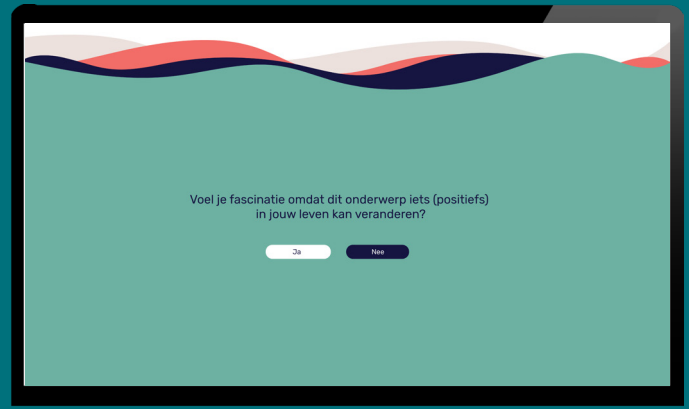 Voel je fascinatie omdat dit onderwerp iets (positiefs)
in jouw leven kan veranderen?
Ja
Nee